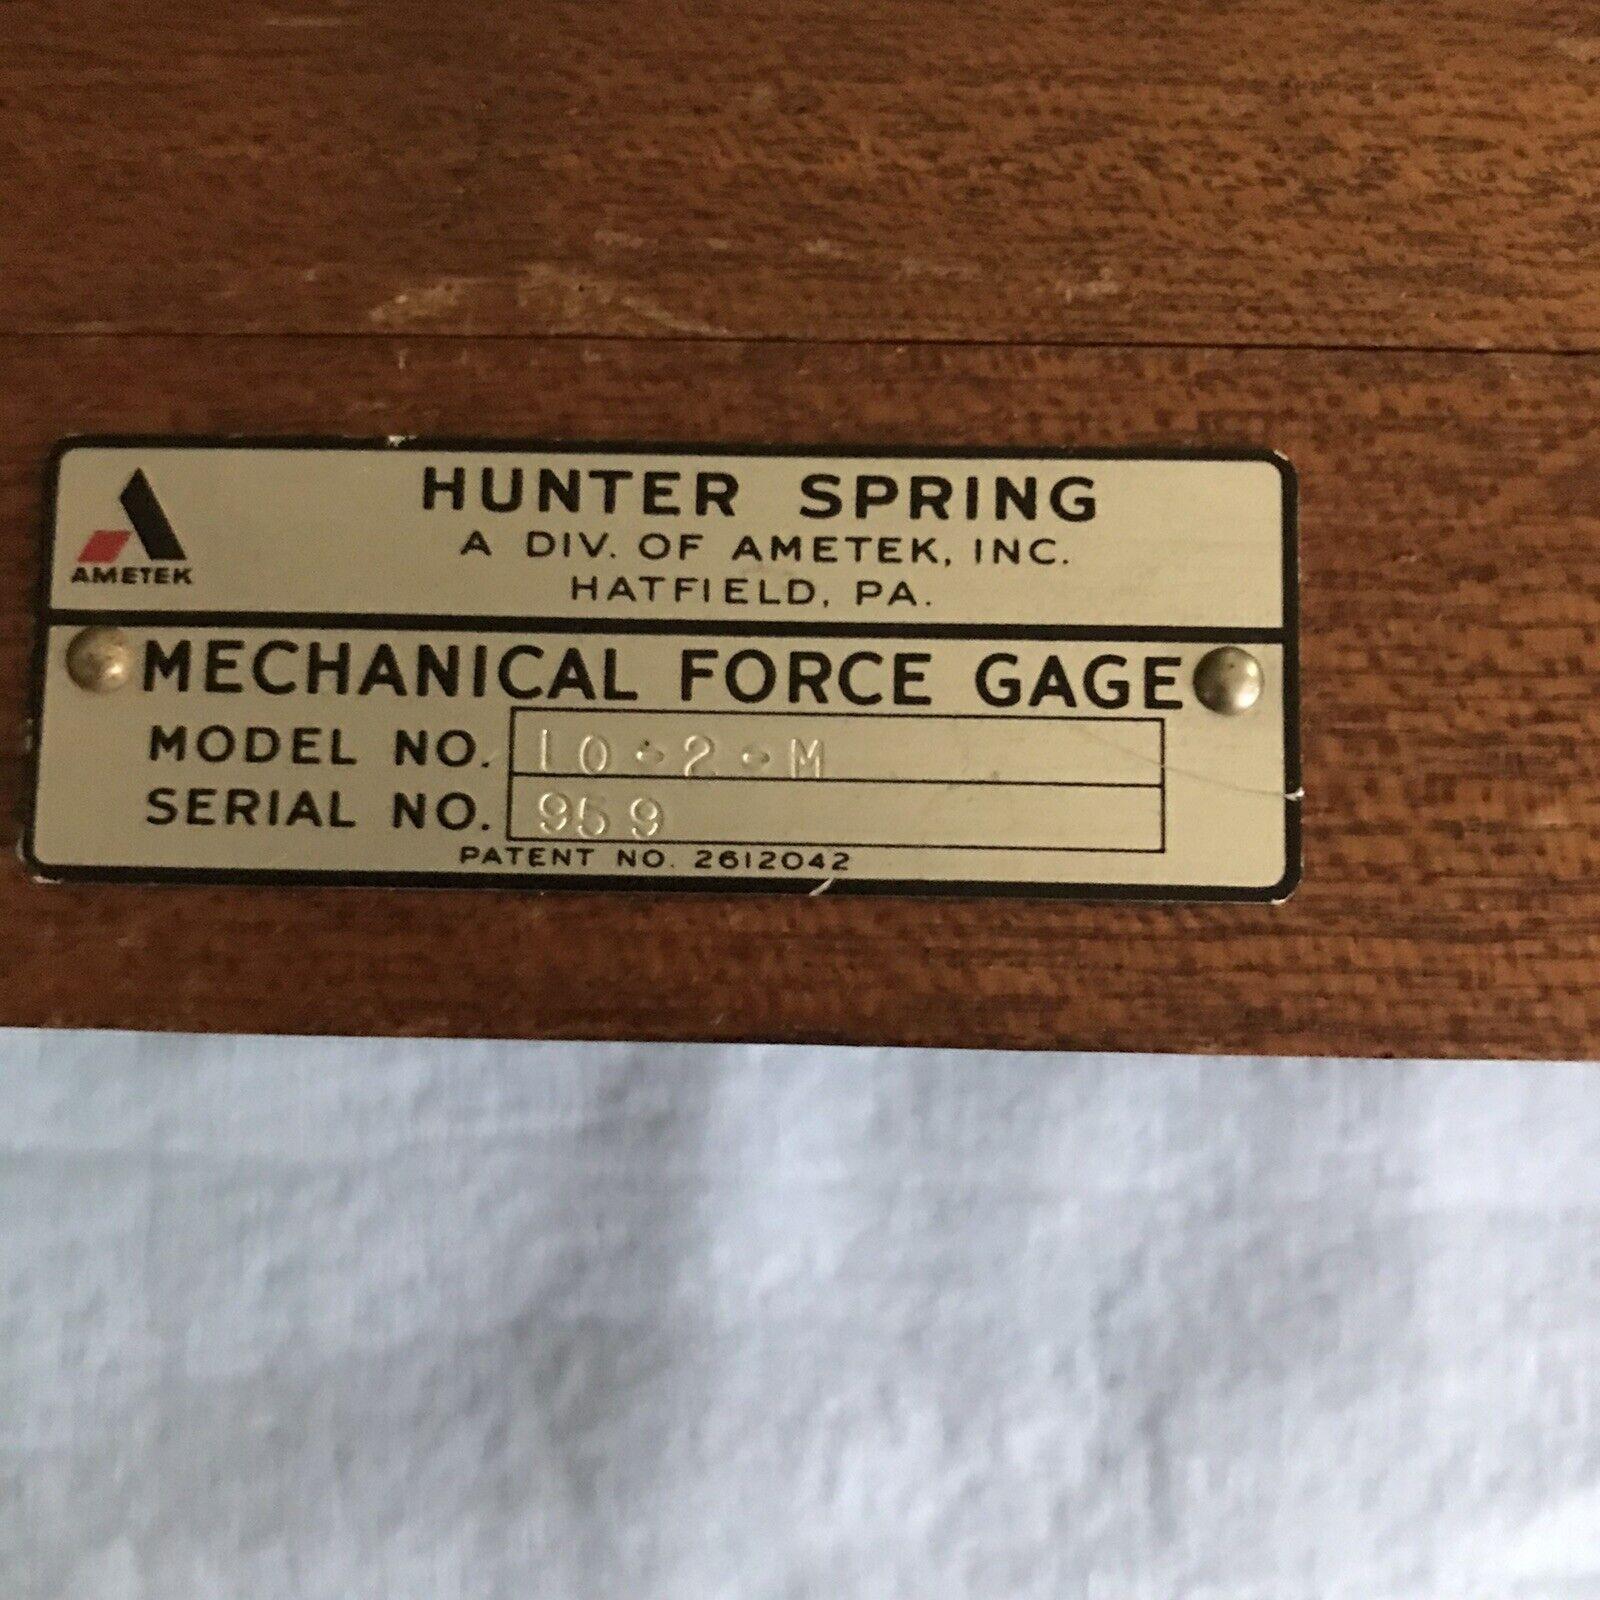 HUNTER SPRING
A DIV. OF AMETEK, INC.
HATFIELD, PA.
AMETEK
MECHANICAL FORCE GAGE
MODEL NO. 10-2-M
SERIAL NO. 959
PATENT NO. 2612042